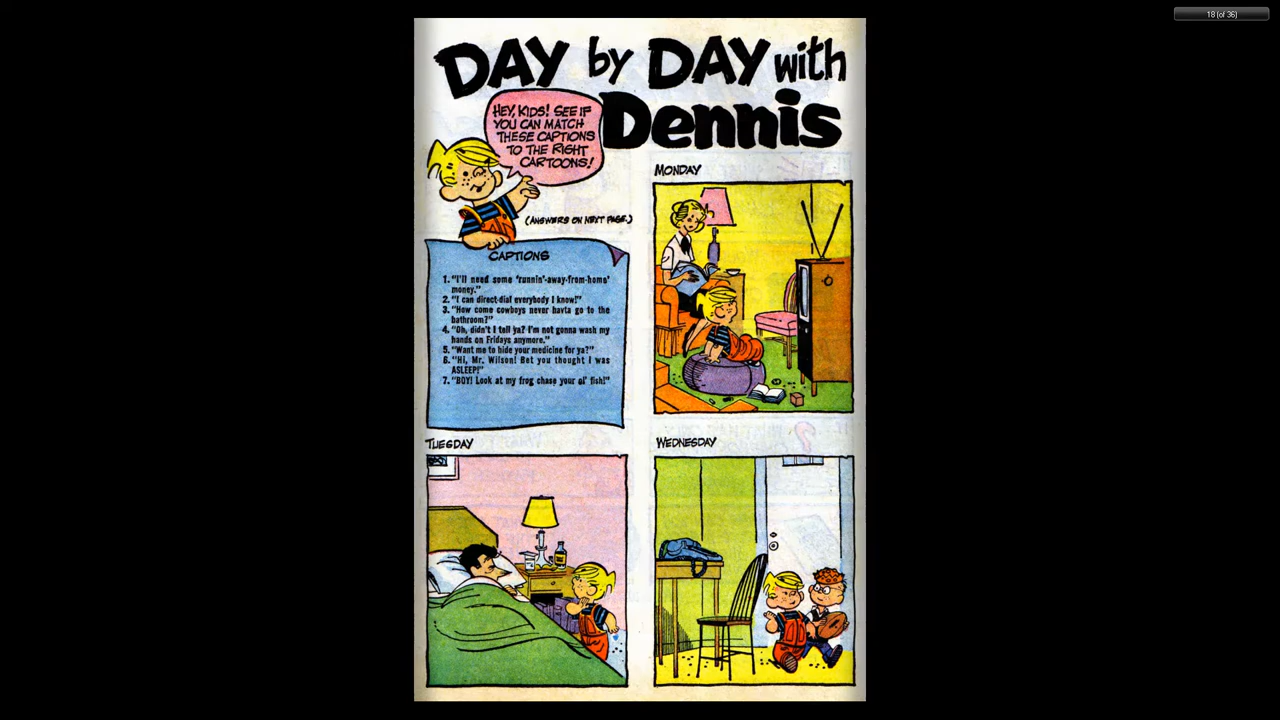 18 (of 36)
DAY by DAY with
Dennis
HEY, KIDS! SEE IF
YOU CAN MATCH
THESE CAPTIONS
TO THE RIGHT
CARTOONS!
(ANSWERS ON NEXT PAGE.)
CAPTIONS
1. "I'll need some 'runnin'-away-from-home'
money."
2. "I can direct-dial everybody I know!"
3. "How come cowboys never havta go to the
bathroom?"
4. "Oh, didn't I tell ya? I'm not gonna wash my
hands on Fridays anymore."
5. "Want me to hide your medicine for ya?"
6. "Hi, Mr. Wilson! Bet you thought I was
ASLEEP!"
7. "BOY! Look at my frog chase your ol' fish!"
MONDAY
TUESDAY
WEDNESDAY